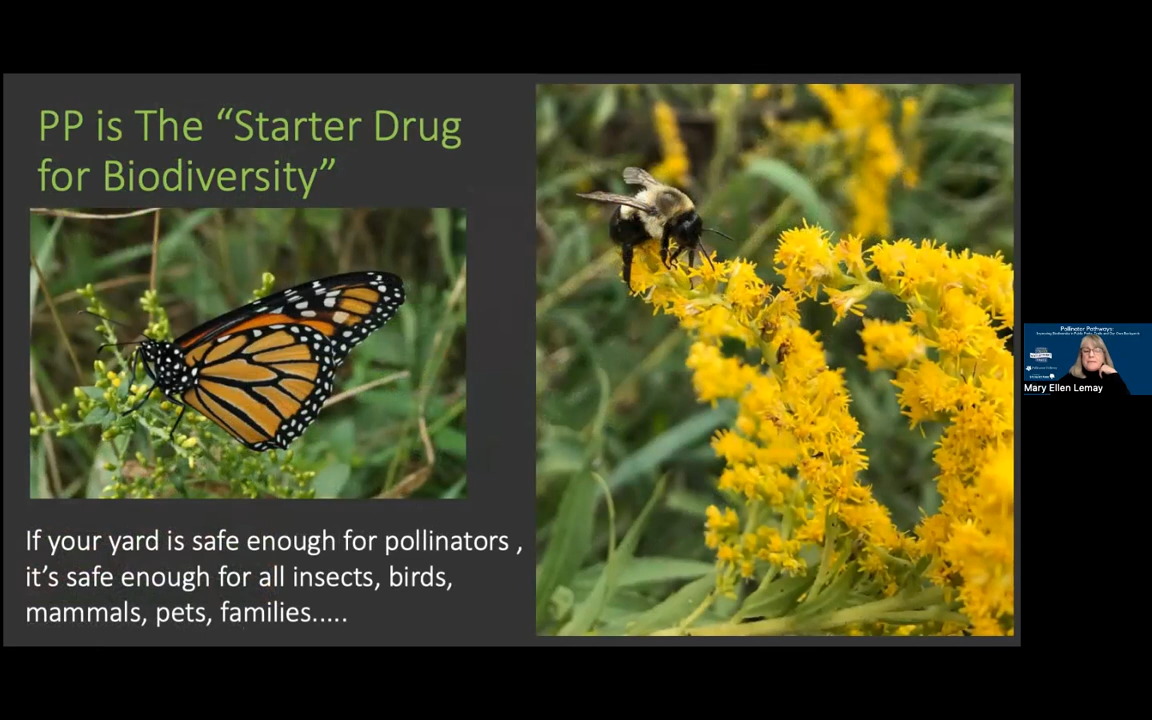 PP is The “Starter Drug
for Biodiversity”
If your yard is safe enough for pollinators ,
it’s safe enough for all insects, birds,
mammals, pets, families.....
Pollinator Pathways:
Mary Ellen Lemay